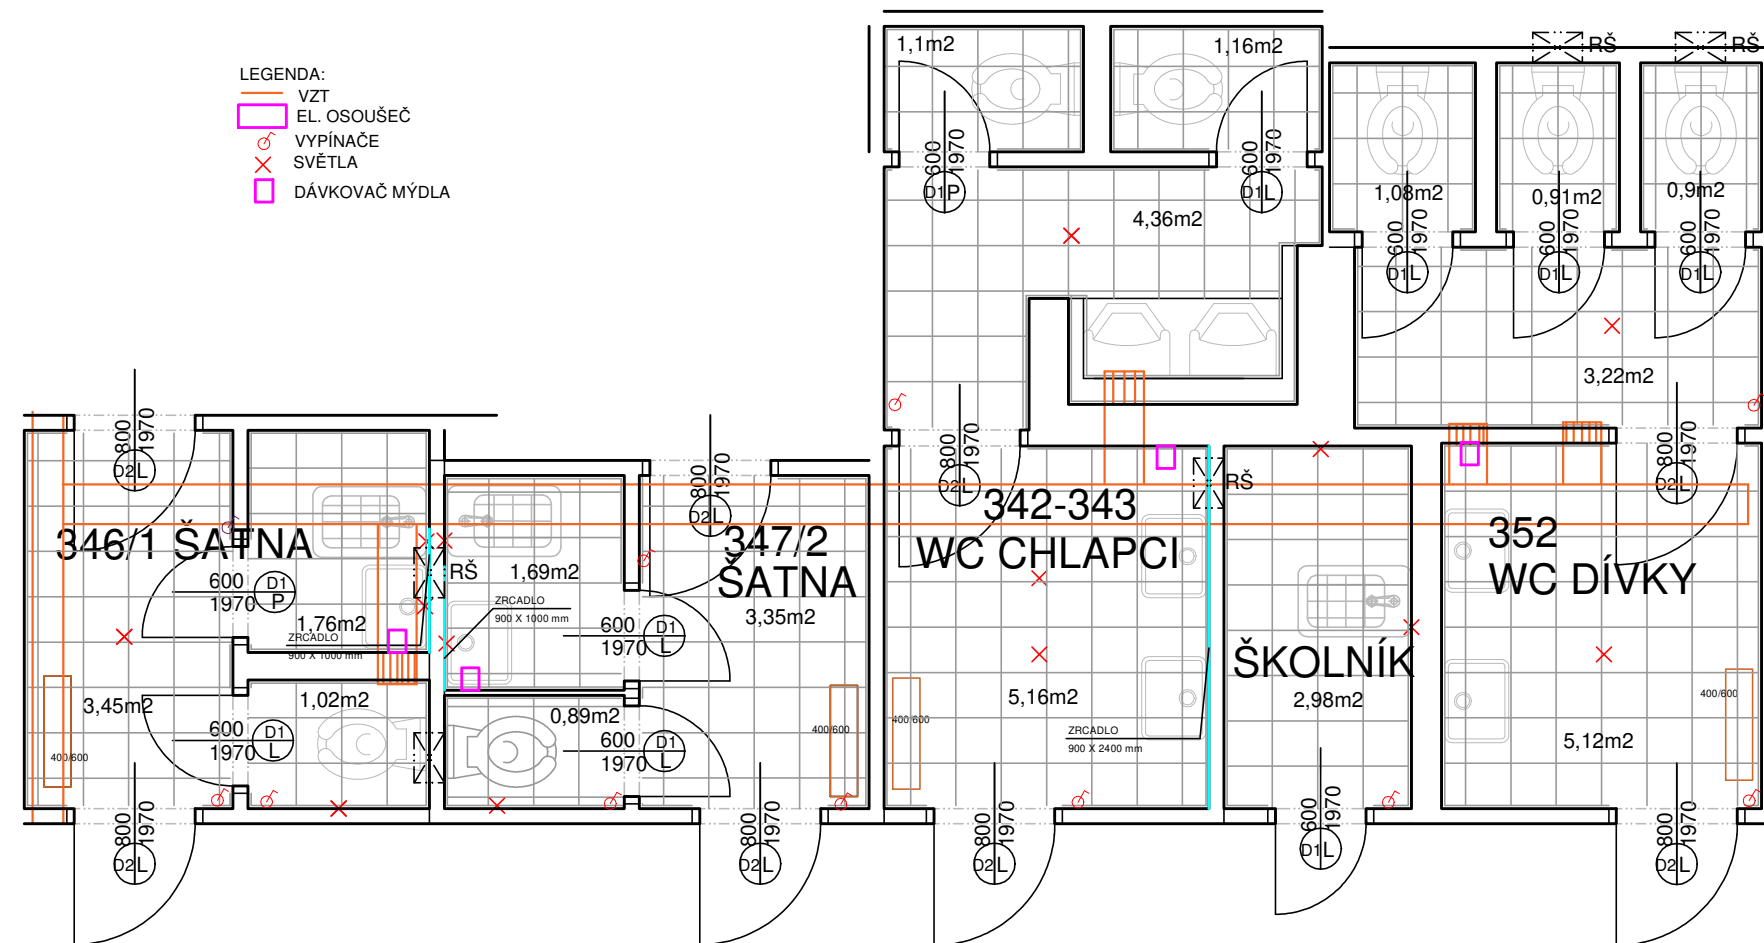 LEGENDA:
VZT
EL. OSOUŠEČ
VYPÍNAČE
SVĚTLA
DÁVKOVAČ MÝDLA
1,1m2
1,16m2
RŠ
RŠ
600
1970
D1P
600
1970
D1L
4,36m2
1,08m2
0,91m2
0,9m2
600
1970
D1L
600
1970
D1L
600
1970
D1L
3,22m2
800
1970
D2L
800
1970
D2L
800
1970
D2L
800
1970
D2L
346/1 ŠATNA
RŠ
1,69m2
347/2
ŠATNA
3,35m2
342-343
WC CHLAPCI
RŠ
352
WC DÍVKY
600
1970
D1
P
1,76m2
ZRCADLO
900 X 1000 mm
ZRCADLO
900 X 1000 mm
600
1970
D1
L
ŠKOLNÍK
2,98m2
3,45m2
1,02m2
0,89m2
5,16m2
5,12m2
600
1970
D1
L
600
1970
D1
L
400/600
400/600
400/600
400/600
ZRCADLO
900 X 2400 mm
800
1970
D2L
800
1970
D2L
800
1970
D2L
600
1970
D1L
800
1970
D2L